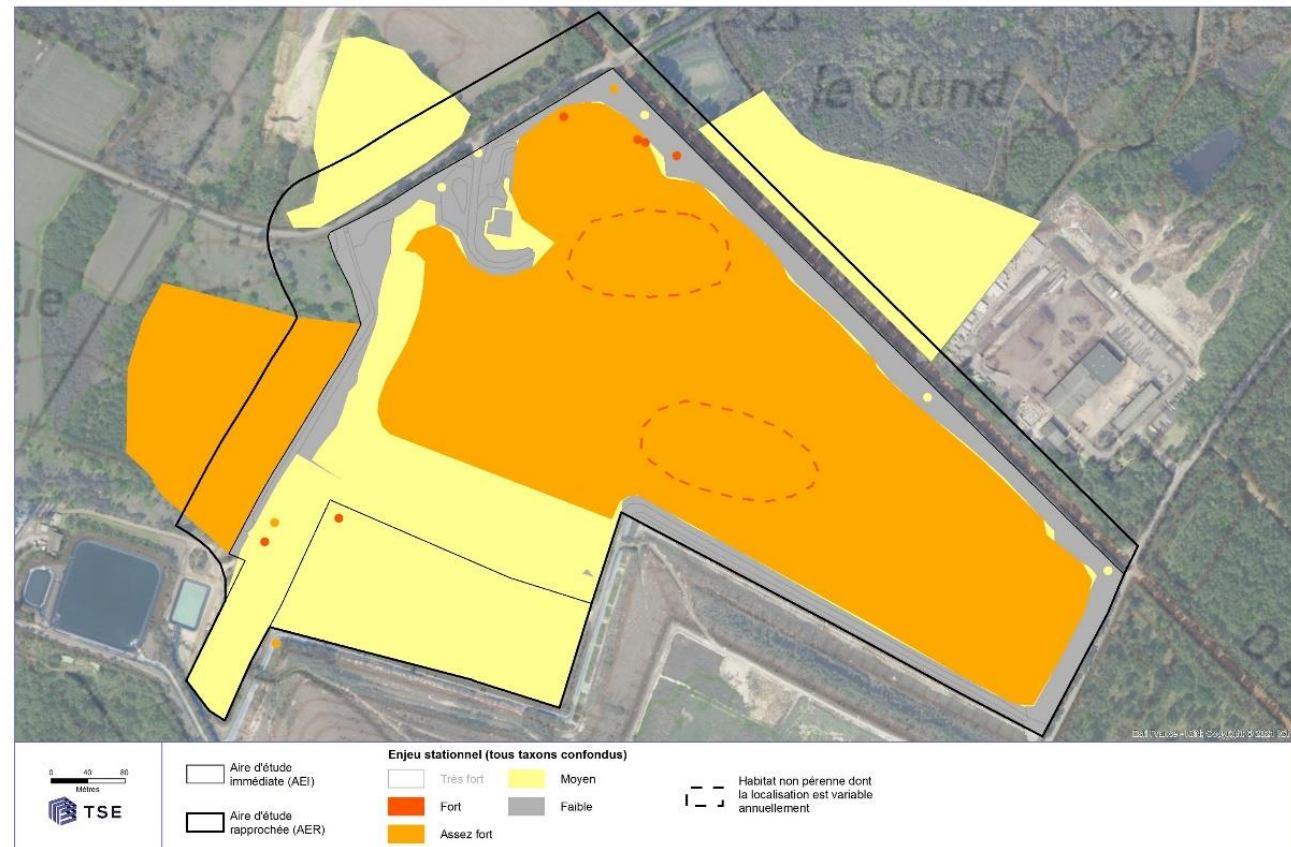 le Gland
ue
0 40 80
Mètres
TSE
Aire d'étude
immédiate (AEI)
Aire d'étude
rapprochée (AER)
Enjeu stationnel (tous taxons confondus)
Très fort
Fort
Assez fort
Moyen
Faible
Habitat non pérenne dont
la localisation est variable
annuellement